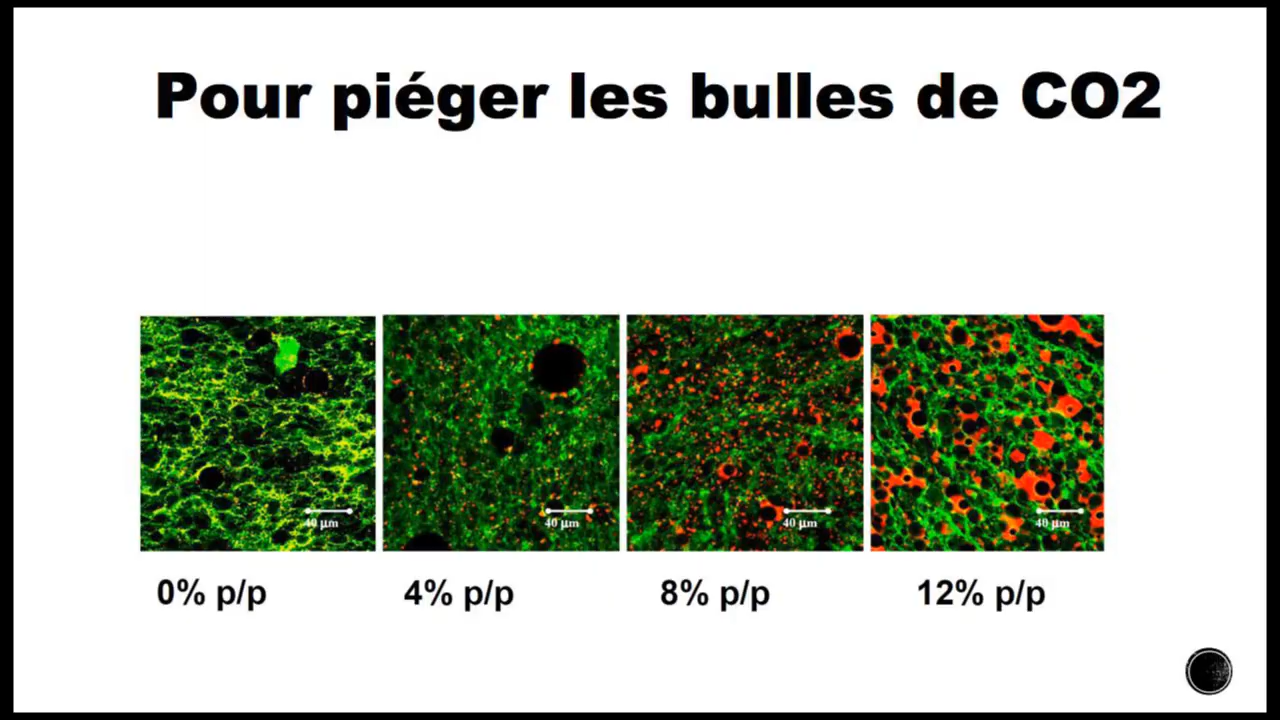 Pour piéger les bulles de CO2
40 µm
40 µm
40 µm
40 µm
0% p/p
4% p/p
8% p/p
12% p/p